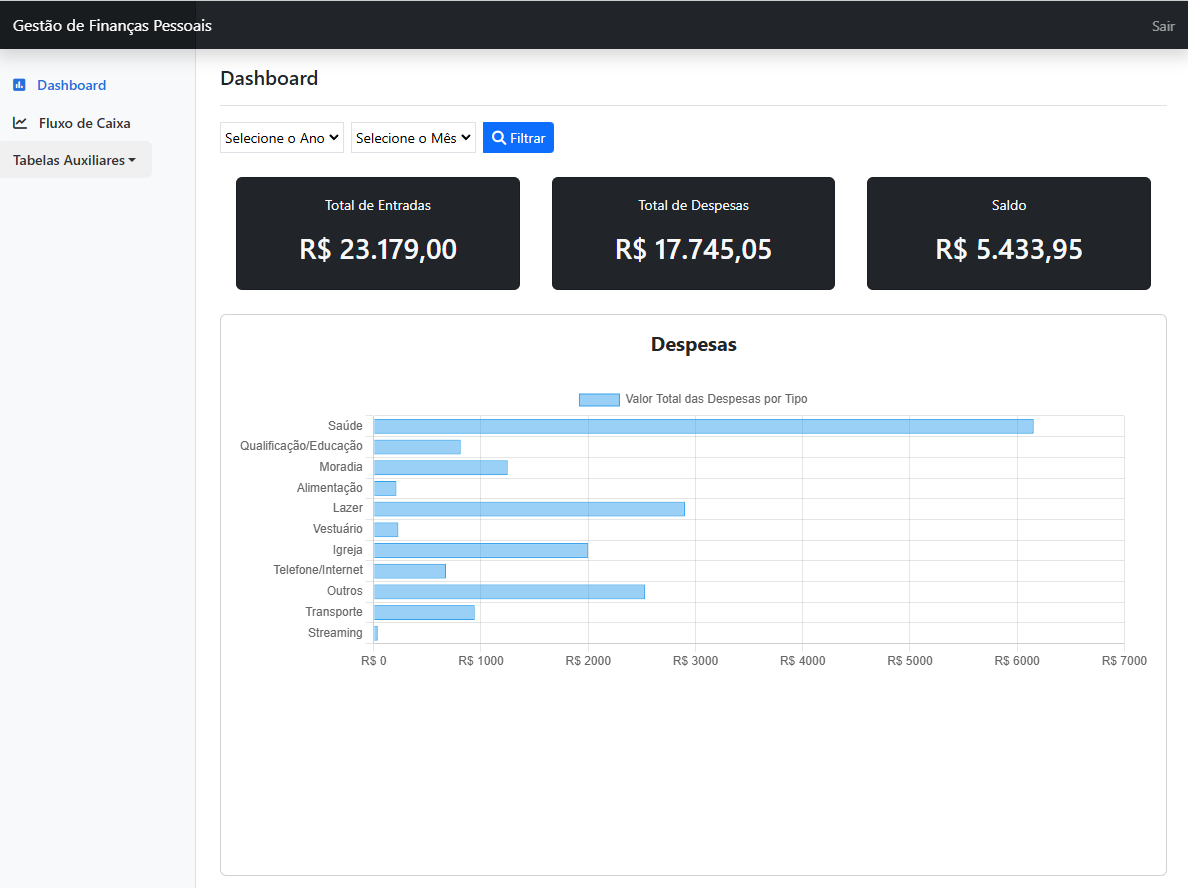 Gestão de Finanças Pessoais
Sair
Dashboard
Fluxo de Caixa
Tabelas Auxiliares
Dashboard
Selecione o Ano
Selecione o Mês
Filtrar
Total de Entradas
R$ 23.179,00
Total de Despesas
R$ 17.745,05
Saldo
R$ 5.433,95
Despesas
Valor Total das Despesas por Tipo
Saúde
Qualificação/Educação
Moradia
Alimentação
Lazer
Vestuário
Igreja
Telefone/Internet
Outros
Transporte
Streaming
R$ 0 R$ 1000 R$ 2000 R$ 3000 R$ 4000 R$ 5000 R$ 6000 R$ 7000